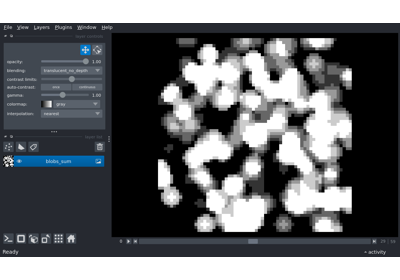 File View Layers Plugins Window Help
opacity: 1.00
blending: translucent_no_depth
contrast limits:
auto-contrast: once continuous
gamma: 1.00
colormap: gray
interpolation: nearest
blobs_sum
Ready
activity